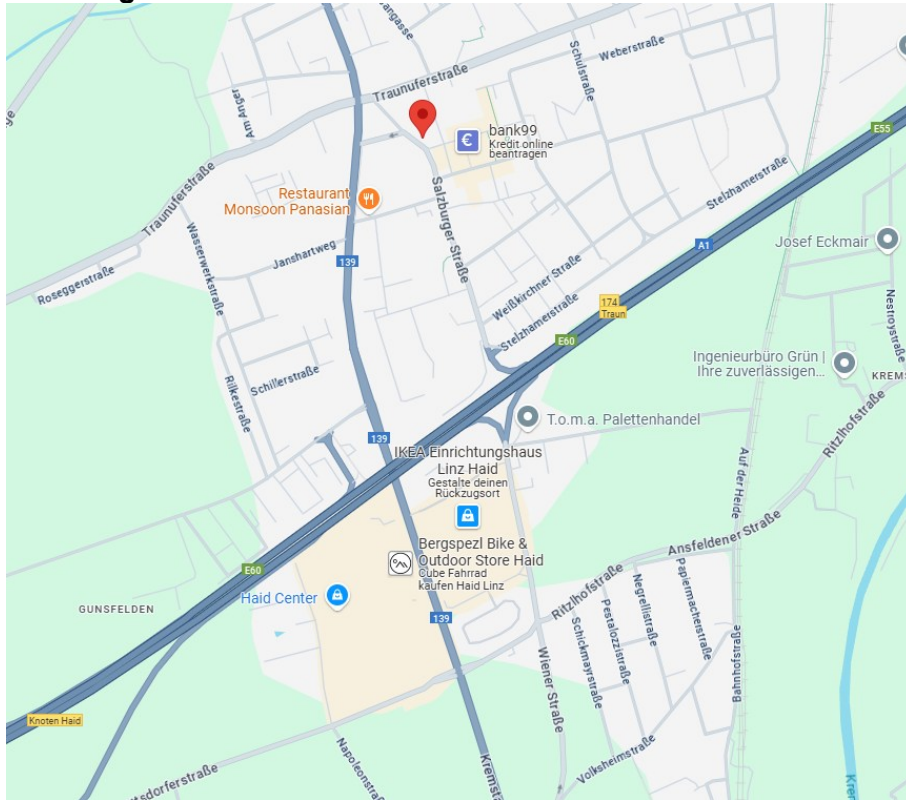 Traunuferstraße
Weberstraße
Schulstraße
Am Anger
bank99
Kredit online
beantragen
E55
Restaurant
Monsoon Panasian
Traunuferstraße
Salzburger Straße
Stelzhamerstraße
Wasserwerkstraße
Janshartweg
139
A1
Josef Eckmair
Roseggerstraße
Weißkirchner Straße
174
Traun
Nestroystraße
Stelzhamerstraße
E60
Ingenieurbüro Grün |
Ihre zuverlässigen...
KREMS
Schillerstraße
Rilkestraße
T.o.m.a. Palettenhandel
Ritzlhofstraße
139
IKEA Einrichtungshaus
Linz Haid
Gestalte deinen
Rückzugsort
Auf der Heide
Ansfeldener Straße
Bergspezl Bike &
Outdoor Store Haid
Cube Fahrrad
kaufen Haid Linz
E60
Haid Center
GUNSFELDEN
139
Ritzlhofstraße
Negrellistraße
Papiermacherstraße
Pestalozzistraße
Schickmayrstraße
Bahnhofstraße
Wiener Straße
Knoten Haid
Napoleonstraße
Volksheimstraße
tsdorferstraße
Kremsta
Krer